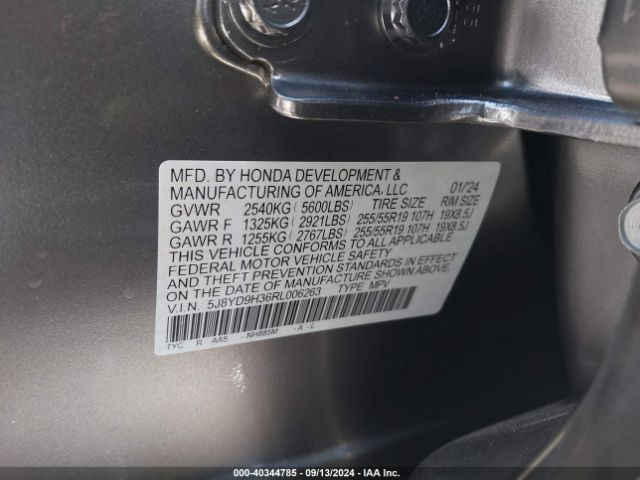 MFD. BY HONDA DEVELOPMENT &
MANUFACTURING OF AMERICA, LLC 01/24
GVWR 2540KG (5600LBS) TIRE SIZE RIM SIZE
GAWR F 1325KG (2921LBS) 255/55R19 107H 19X8.5J
GAWR R 1255KG (2767LBS) 255/55R19 107H 19X8.5J
THIS VEHICLE CONFORMS TO ALL APPLICABLE
FEDERAL MOTOR VEHICLE SAFETY
AND THEFT PREVENTION STANDARDS IN EFFECT
ON THE DATE OF MANUFACTURE SHOWN ABOVE.
V.I.N. 5J8YD9H36RL006263 TYPE: MPV
TYC R AA5 - NH885M - A - L
000-40344785 - 09/13/2024 - IAA Inc.